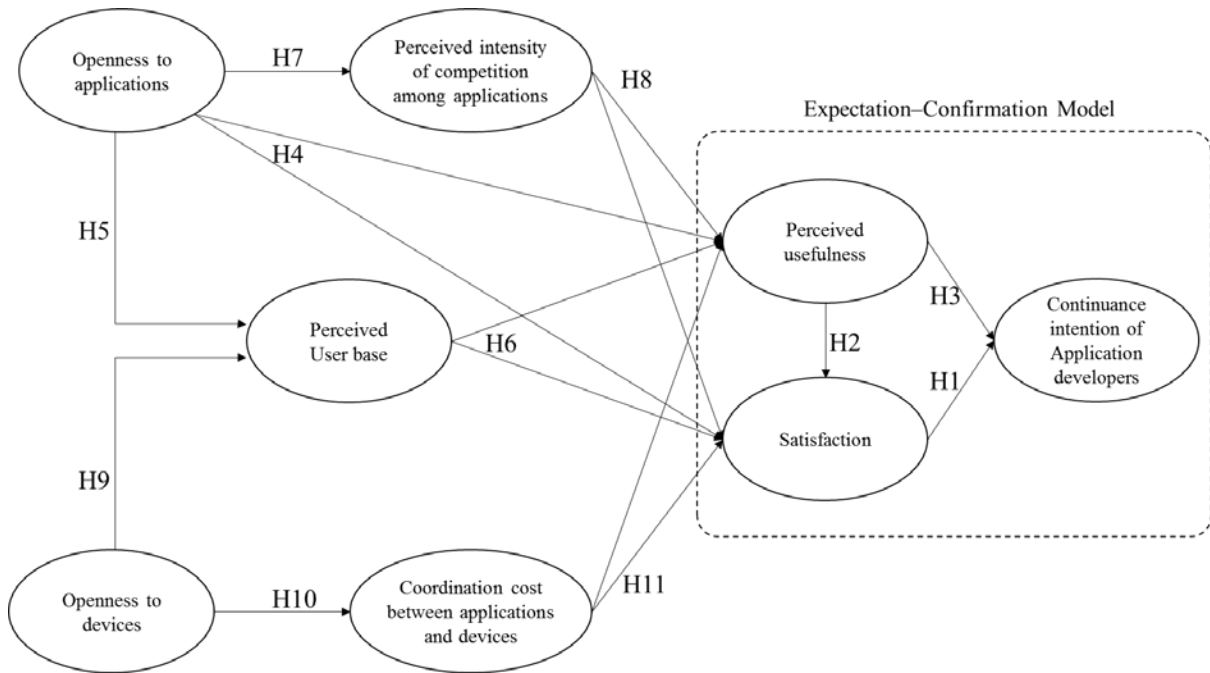 Openness to
applications
H7
Perceived intensity
of competition
among applications
H8
Expectation–Confirmation Model
H4
H5
Perceived
usefulness
H3
Perceived
User base
H6
H2
Continuance
intention of
Application
developers
H1
Satisfaction
H9
Openness to
devices
H10
Coordination cost
between applications
and devices
H11